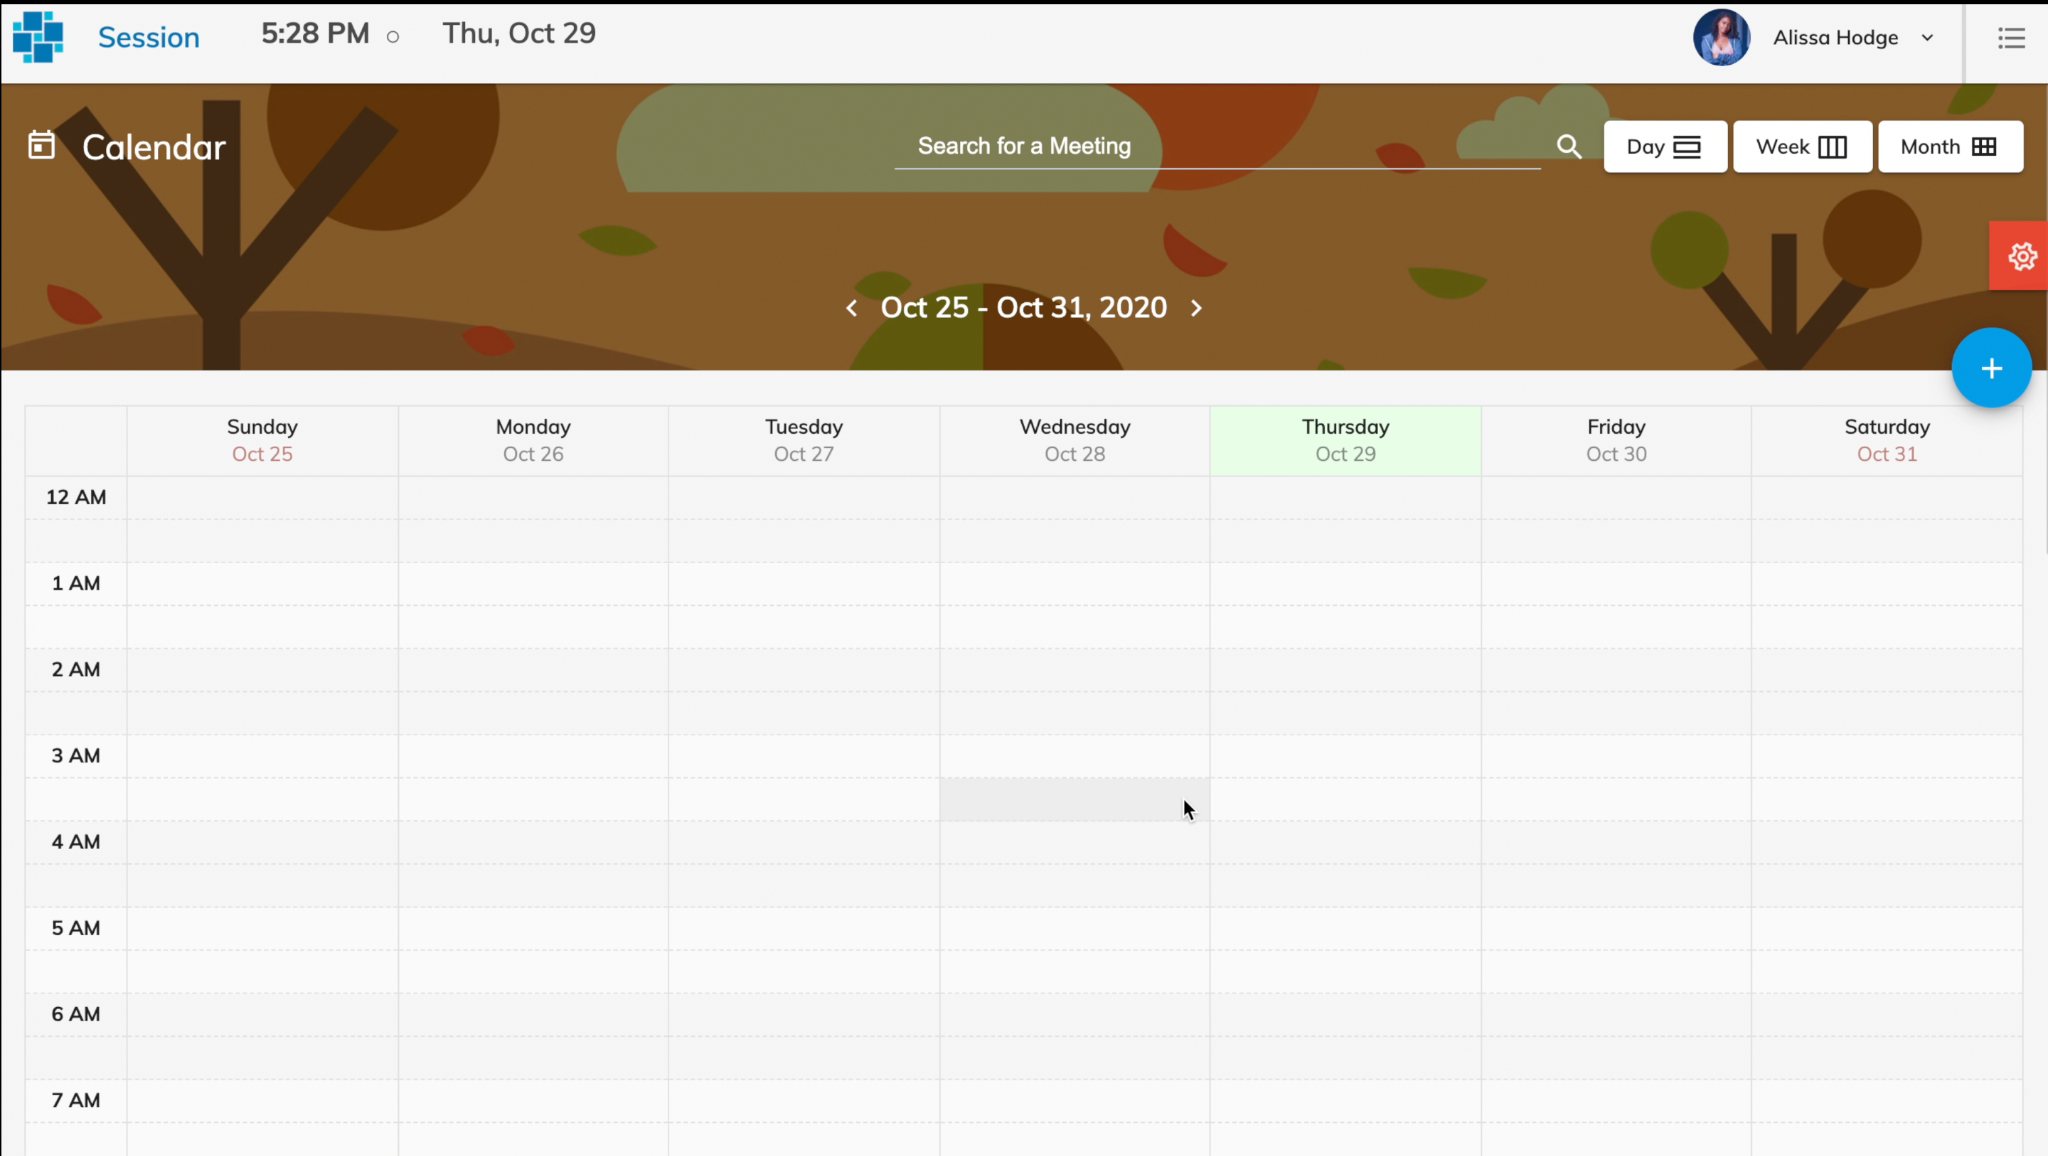 Session 5:28 PM Thu, Oct 29 Alissa Hodge
Calendar Search for a Meeting Day Week Month
Oct 25 - Oct 31, 2020
Sunday Monday Tuesday Wednesday Thursday Friday Saturday
Oct 25 Oct 26 Oct 27 Oct 28 Oct 29 Oct 30 Oct 31
12 AM
1 AM
2 AM
3 AM
4 AM
5 AM
6 AM
7 AM